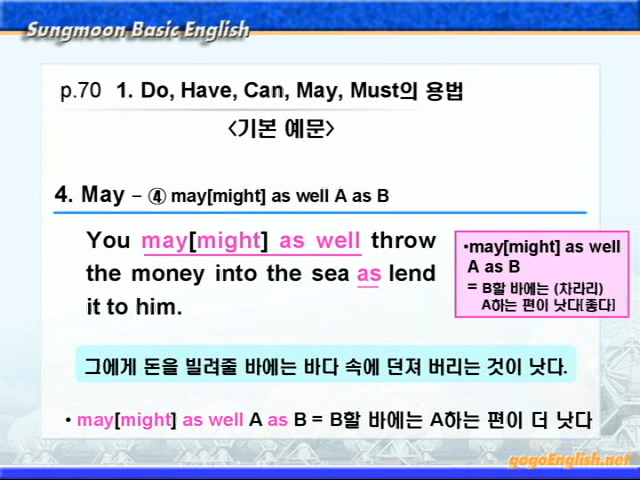 Sungmoon Basic English
p.70 1. Do, Have, Can, May, Must의 용법
<기본 예문>
4. May – ④ may[might] as well A as B
You may[might] as well throw
the money into the sea as lend
it to him.
•may[might] as well
A as B
= B할 바에는 (차라리)
A하는 편이 낫다[좋다]
그에게 돈을 빌려줄 바에는 바다 속에 던져 버리는 것이 낫다.
• may[might] as well A as B = B할 바에는 A하는 편이 더 낫다
gogoEnglish.net